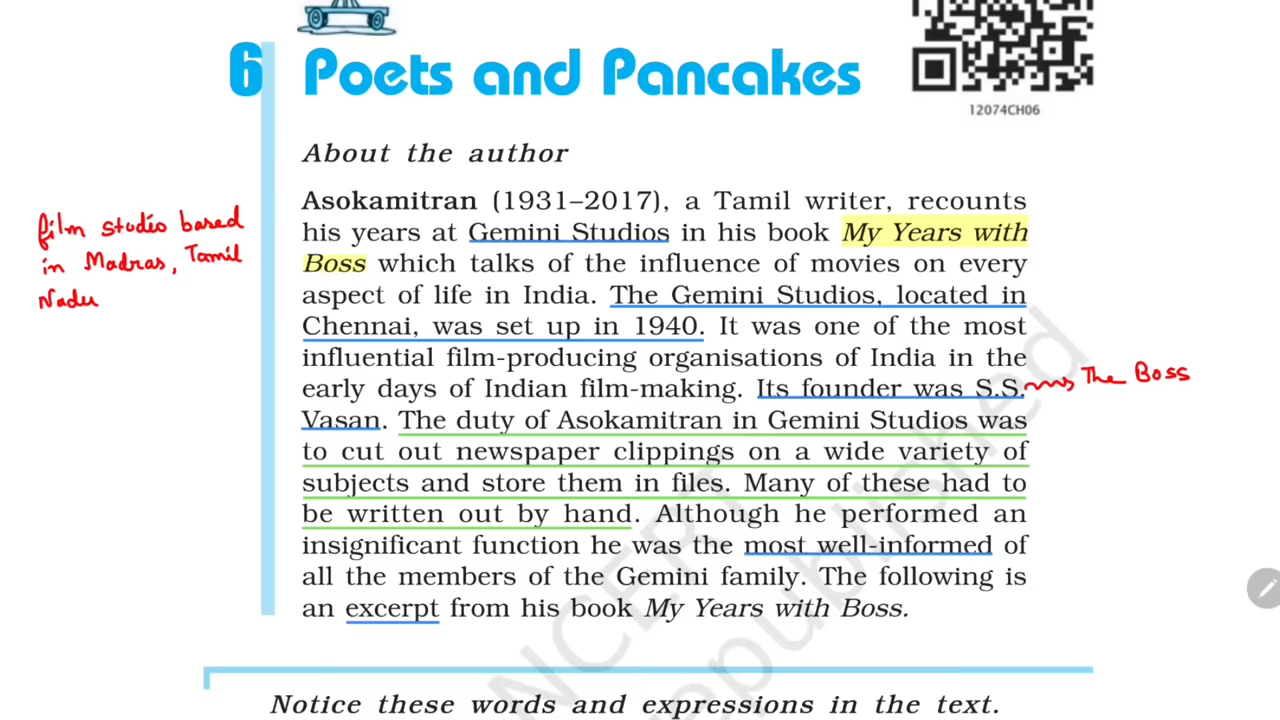 6 Poets and Pancakes
12074CH06
About the author
Asokamitran (1931–2017), a Tamil writer, recounts
his years at Gemini Studios in his book My Years with
Boss which talks of the influence of movies on every
aspect of life in India. The Gemini Studios, located in
Chennai, was set up in 1940. It was one of the most
influential film-producing organisations of India in the
early days of Indian film-making. Its founder was S.S.
Vasan. The duty of Asokamitran in Gemini Studios was
to cut out newspaper clippings on a wide variety of
subjects and store them in files. Many of these had to
be written out by hand. Although he performed an
insignificant function he was the most well-informed of
all the members of the Gemini family. The following is
an excerpt from his book My Years with Boss.
film studio based
in Madras, Tamil
Nadu
The Boss
Notice these words and expressions in the text.
NCERT
republished